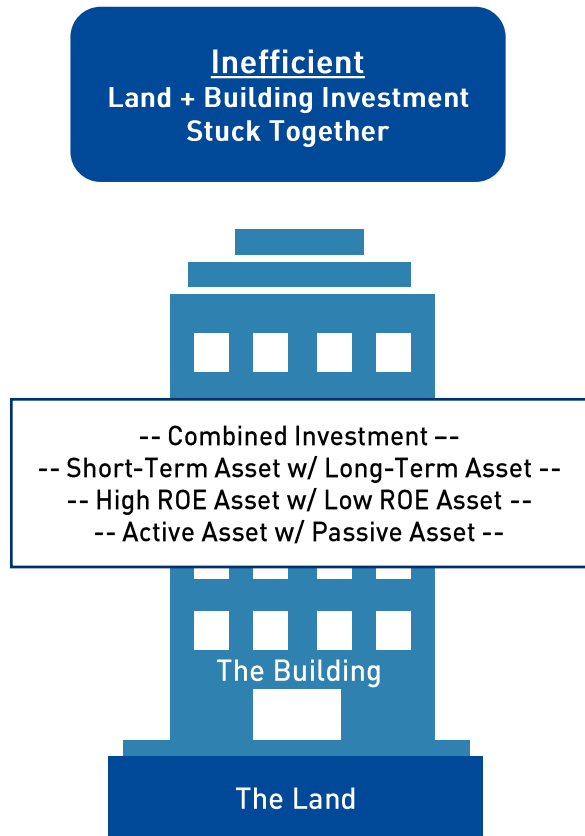 Inefficient
Land + Building Investment
Stuck Together
-- Combined Investment –-
-- Short-Term Asset w/ Long-Term Asset --
-- High ROE Asset w/ Low ROE Asset --
-- Active Asset w/ Passive Asset --
The Building
The Land